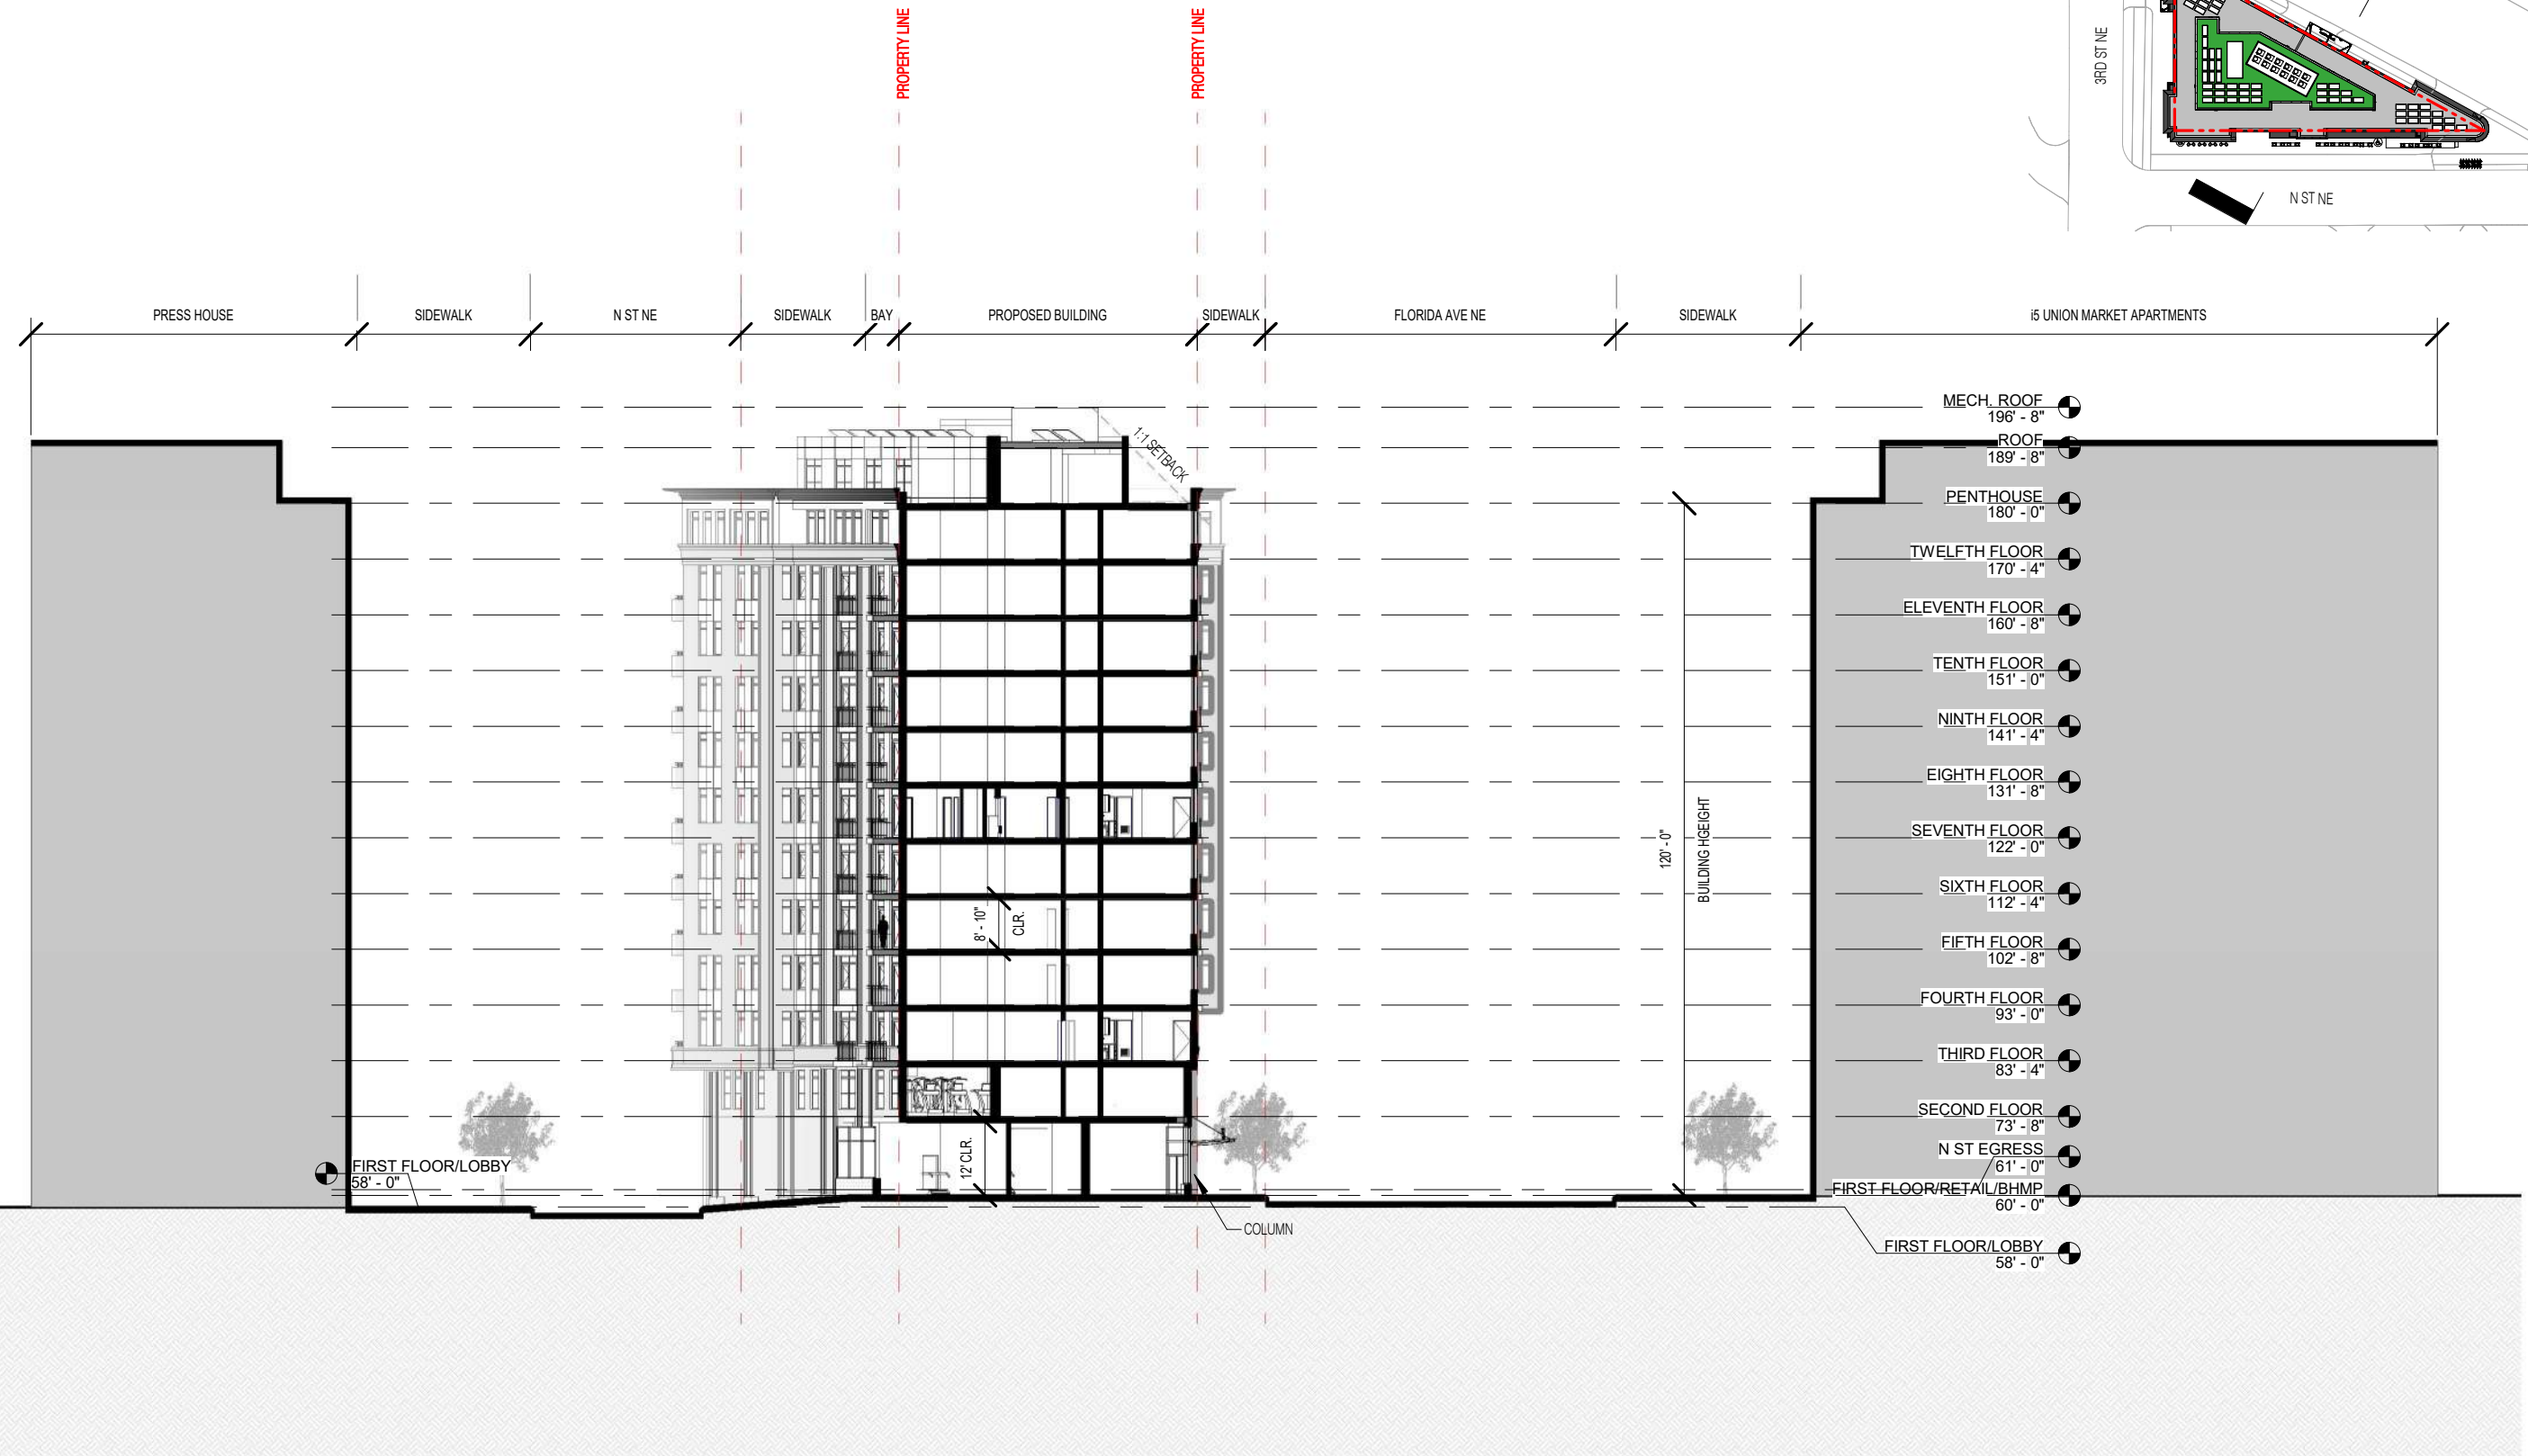 PROPERTY LINE
PROPERTY LINE
3RD ST NE
N ST NE
PRESS HOUSE
SIDEWALK
N ST NE
SIDEWALK
BAY
PROPOSED BUILDING
SIDEWALK
FLORIDA AVE NE
SIDEWALK
i5 UNION MARKET APARTMENTS
MECH. ROOF
196' - 8"
1:1 SETBACK
ROOF
189' - 8"
PENTHOUSE
180' - 0"
TWELFTH FLOOR
170' - 4"
ELEVENTH FLOOR
160' - 8"
TENTH FLOOR
151' - 0"
NINTH FLOOR
141' - 4"
EIGHTH FLOOR
131' - 8"
120' - 0"
BUILDING HGEIGHT
SEVENTH FLOOR
122' - 0"
SIXTH FLOOR
112' - 4"
8' - 10"
CLR.
FIFTH FLOOR
102' - 8"
FOURTH FLOOR
93' - 0"
THIRD FLOOR
83' - 4"
SECOND FLOOR
73' - 8"
12' CLR.
N ST EGRESS
61' - 0"
FIRST FLOOR/LOBBY
58' - 0"
FIRST FLOOR/RETAIL/BHMP
60' - 0"
COLUMN
FIRST FLOOR/LOBBY
58' - 0"